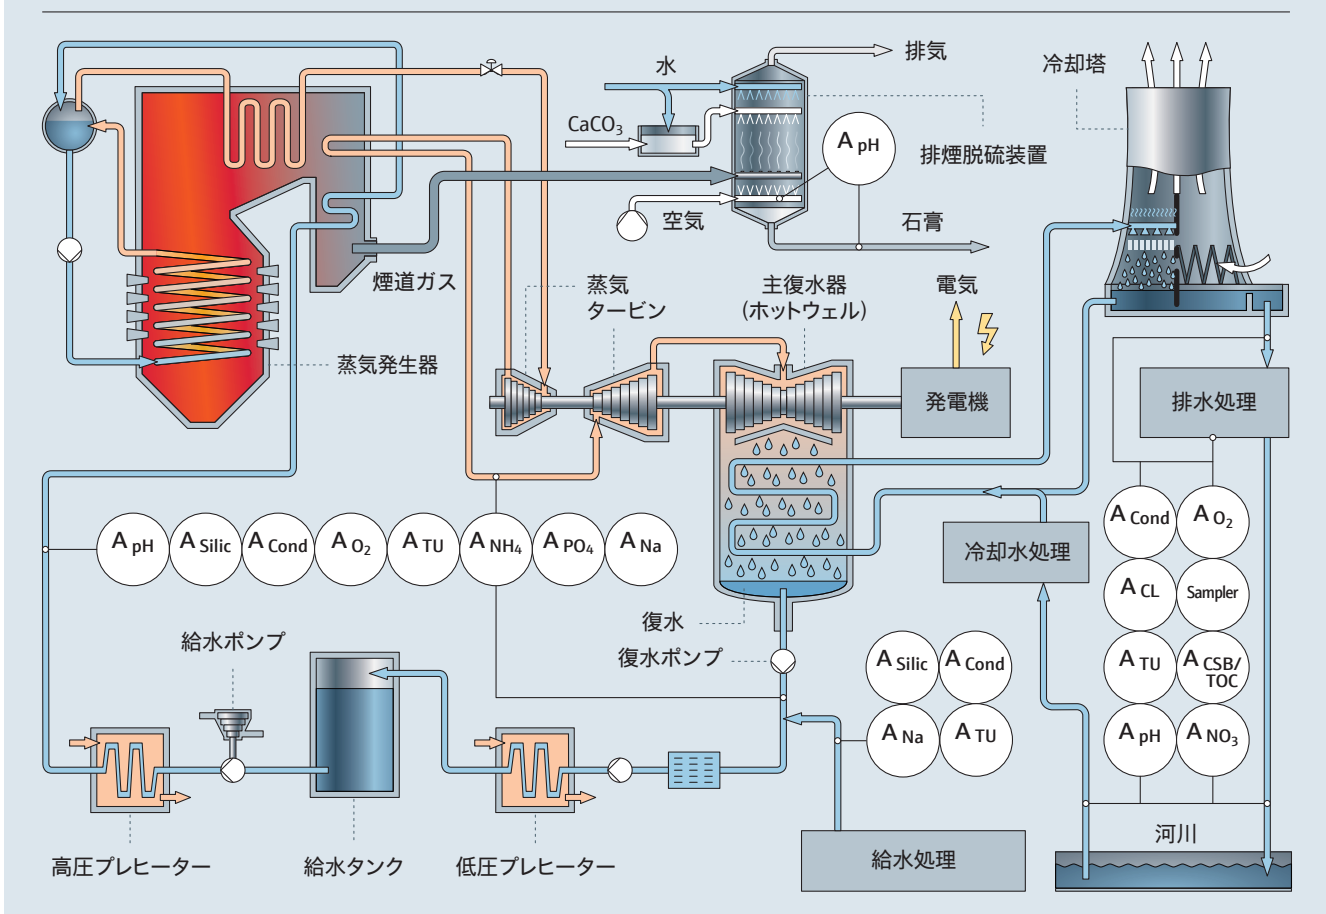 水
排気
冷却塔
CaCO₃
A pH
排煙脱硫装置
空気
石膏
煙道ガス
蒸気
タービン
主復水器
(ホットウェル)
電気
蒸気発生器
発電機
排水処理
A pH
A Silic
A Cond
A O₂
A TU
A NH₄
A PO₄
A Na
冷却水処理
A Cond
A O₂
A CL
Sampler
A TU
A CSB/
TOC
A pH
A NO₃
復水
復水ポンプ
給水ポンプ
A Silic
A Cond
A Na
A TU
高圧プレヒーター
給水タンク
低圧プレヒーター
給水処理
河川